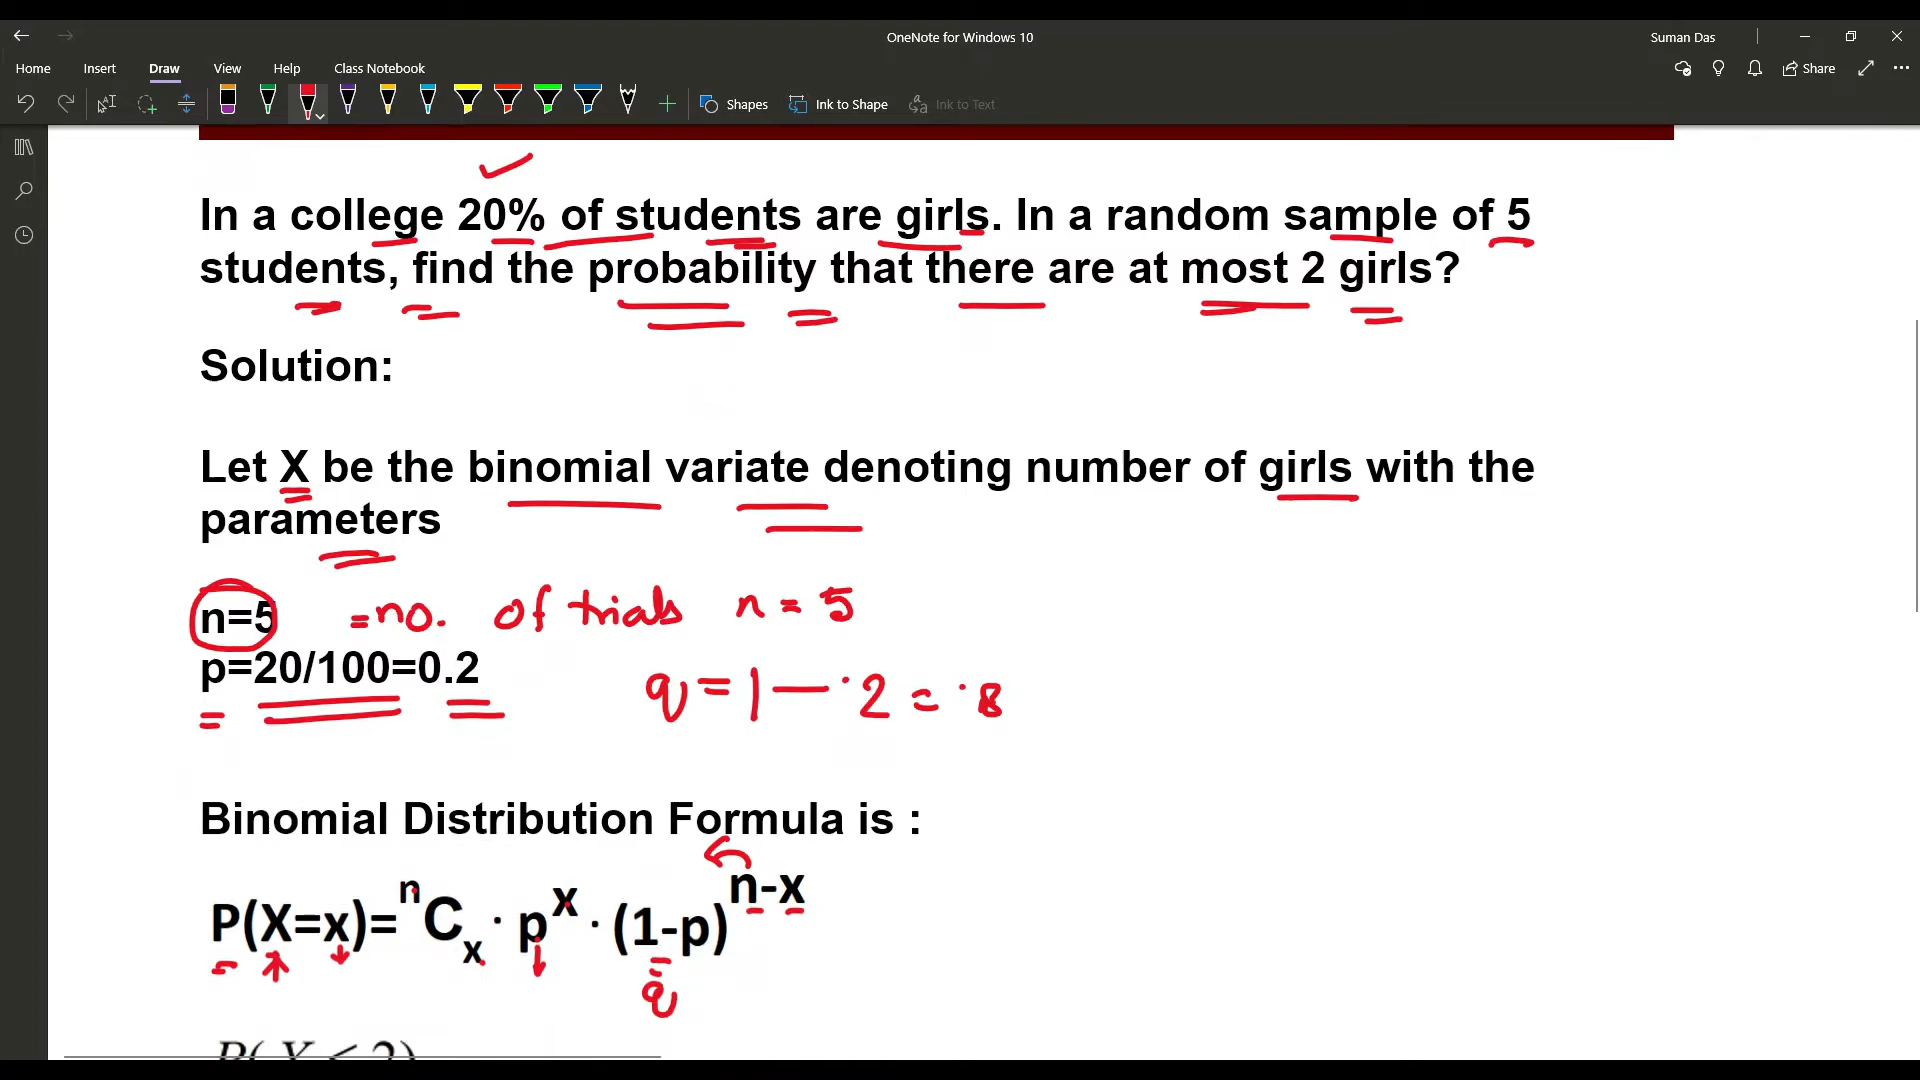 OneNote for Windows 10
Suman Das
Home Insert Draw View Help Class Notebook
Share
Shapes Ink to Shape Ink to Text
In a college 20% of students are girls. In a random sample of 5
students, find the probability that there are at most 2 girls?
Solution:
Let X be the binomial variate denoting number of girls with the
parameters
n=5 =no. of trials n = 5
p=20/100=0.2
q = 1 — ·2 = ·8
Binomial Distribution Formula is :
P(X=x)=ⁿCₓ · pˣ · (1-p)ⁿ⁻ˣ
q